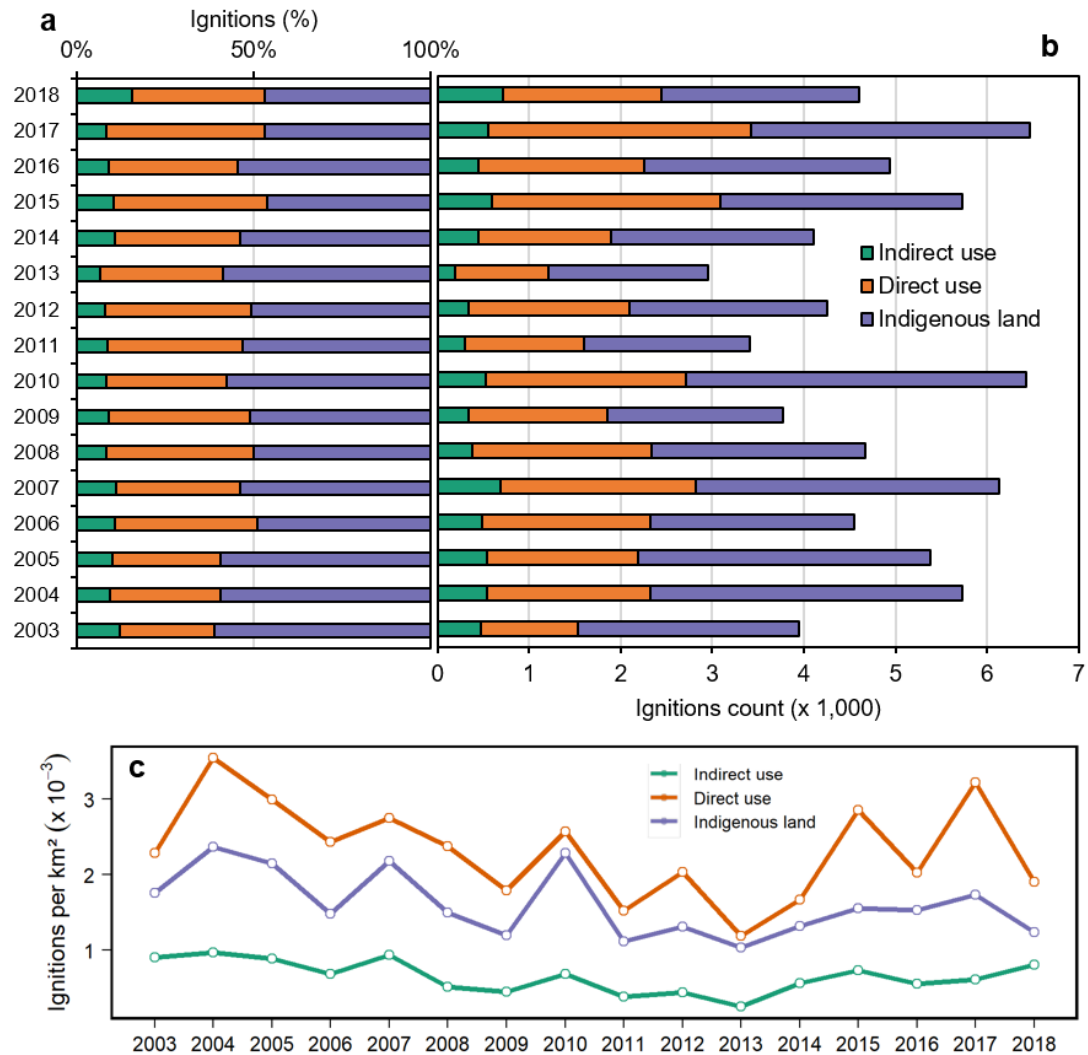 a
Ignitions (%)
0% 50% 100%
b
2018
2017
2016
2015
2014
2013
2012
2011
2010
2009
2008
2007
2006
2005
2004
2003
Indirect use
Direct use
Indigenous land
0 1 2 3 4 5 6 7
Ignitions count (x 1,000)
c
Ignitions per km² (x 10⁻³)
3
2
1
Indirect use
Direct use
Indigenous land
2003 2004 2005 2006 2007 2008 2009 2010 2011 2012 2013 2014 2015 2016 2017 2018